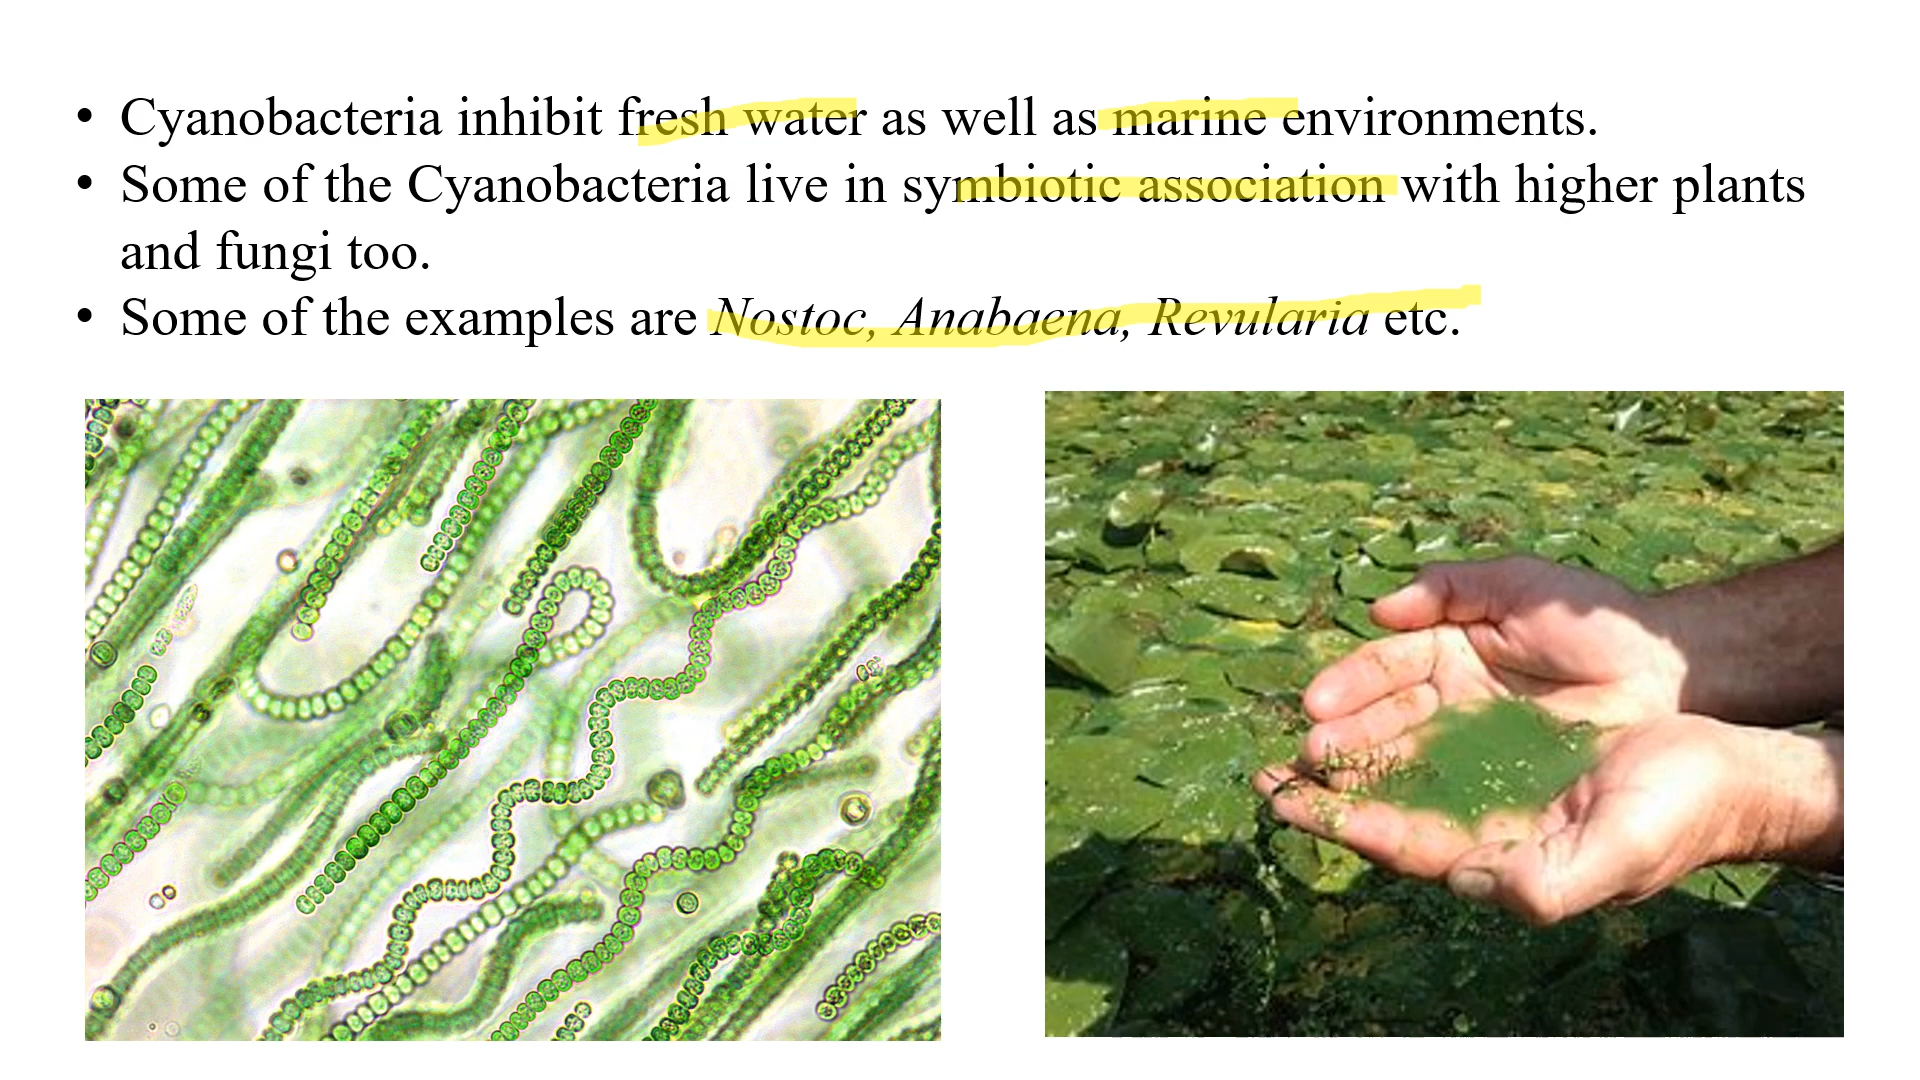 • Cyanobacteria inhibit fresh water as well as marine environments.
• Some of the Cyanobacteria live in symbiotic association with higher plants
and fungi too.
• Some of the examples are Nostoc, Anabaena, Revularia etc.